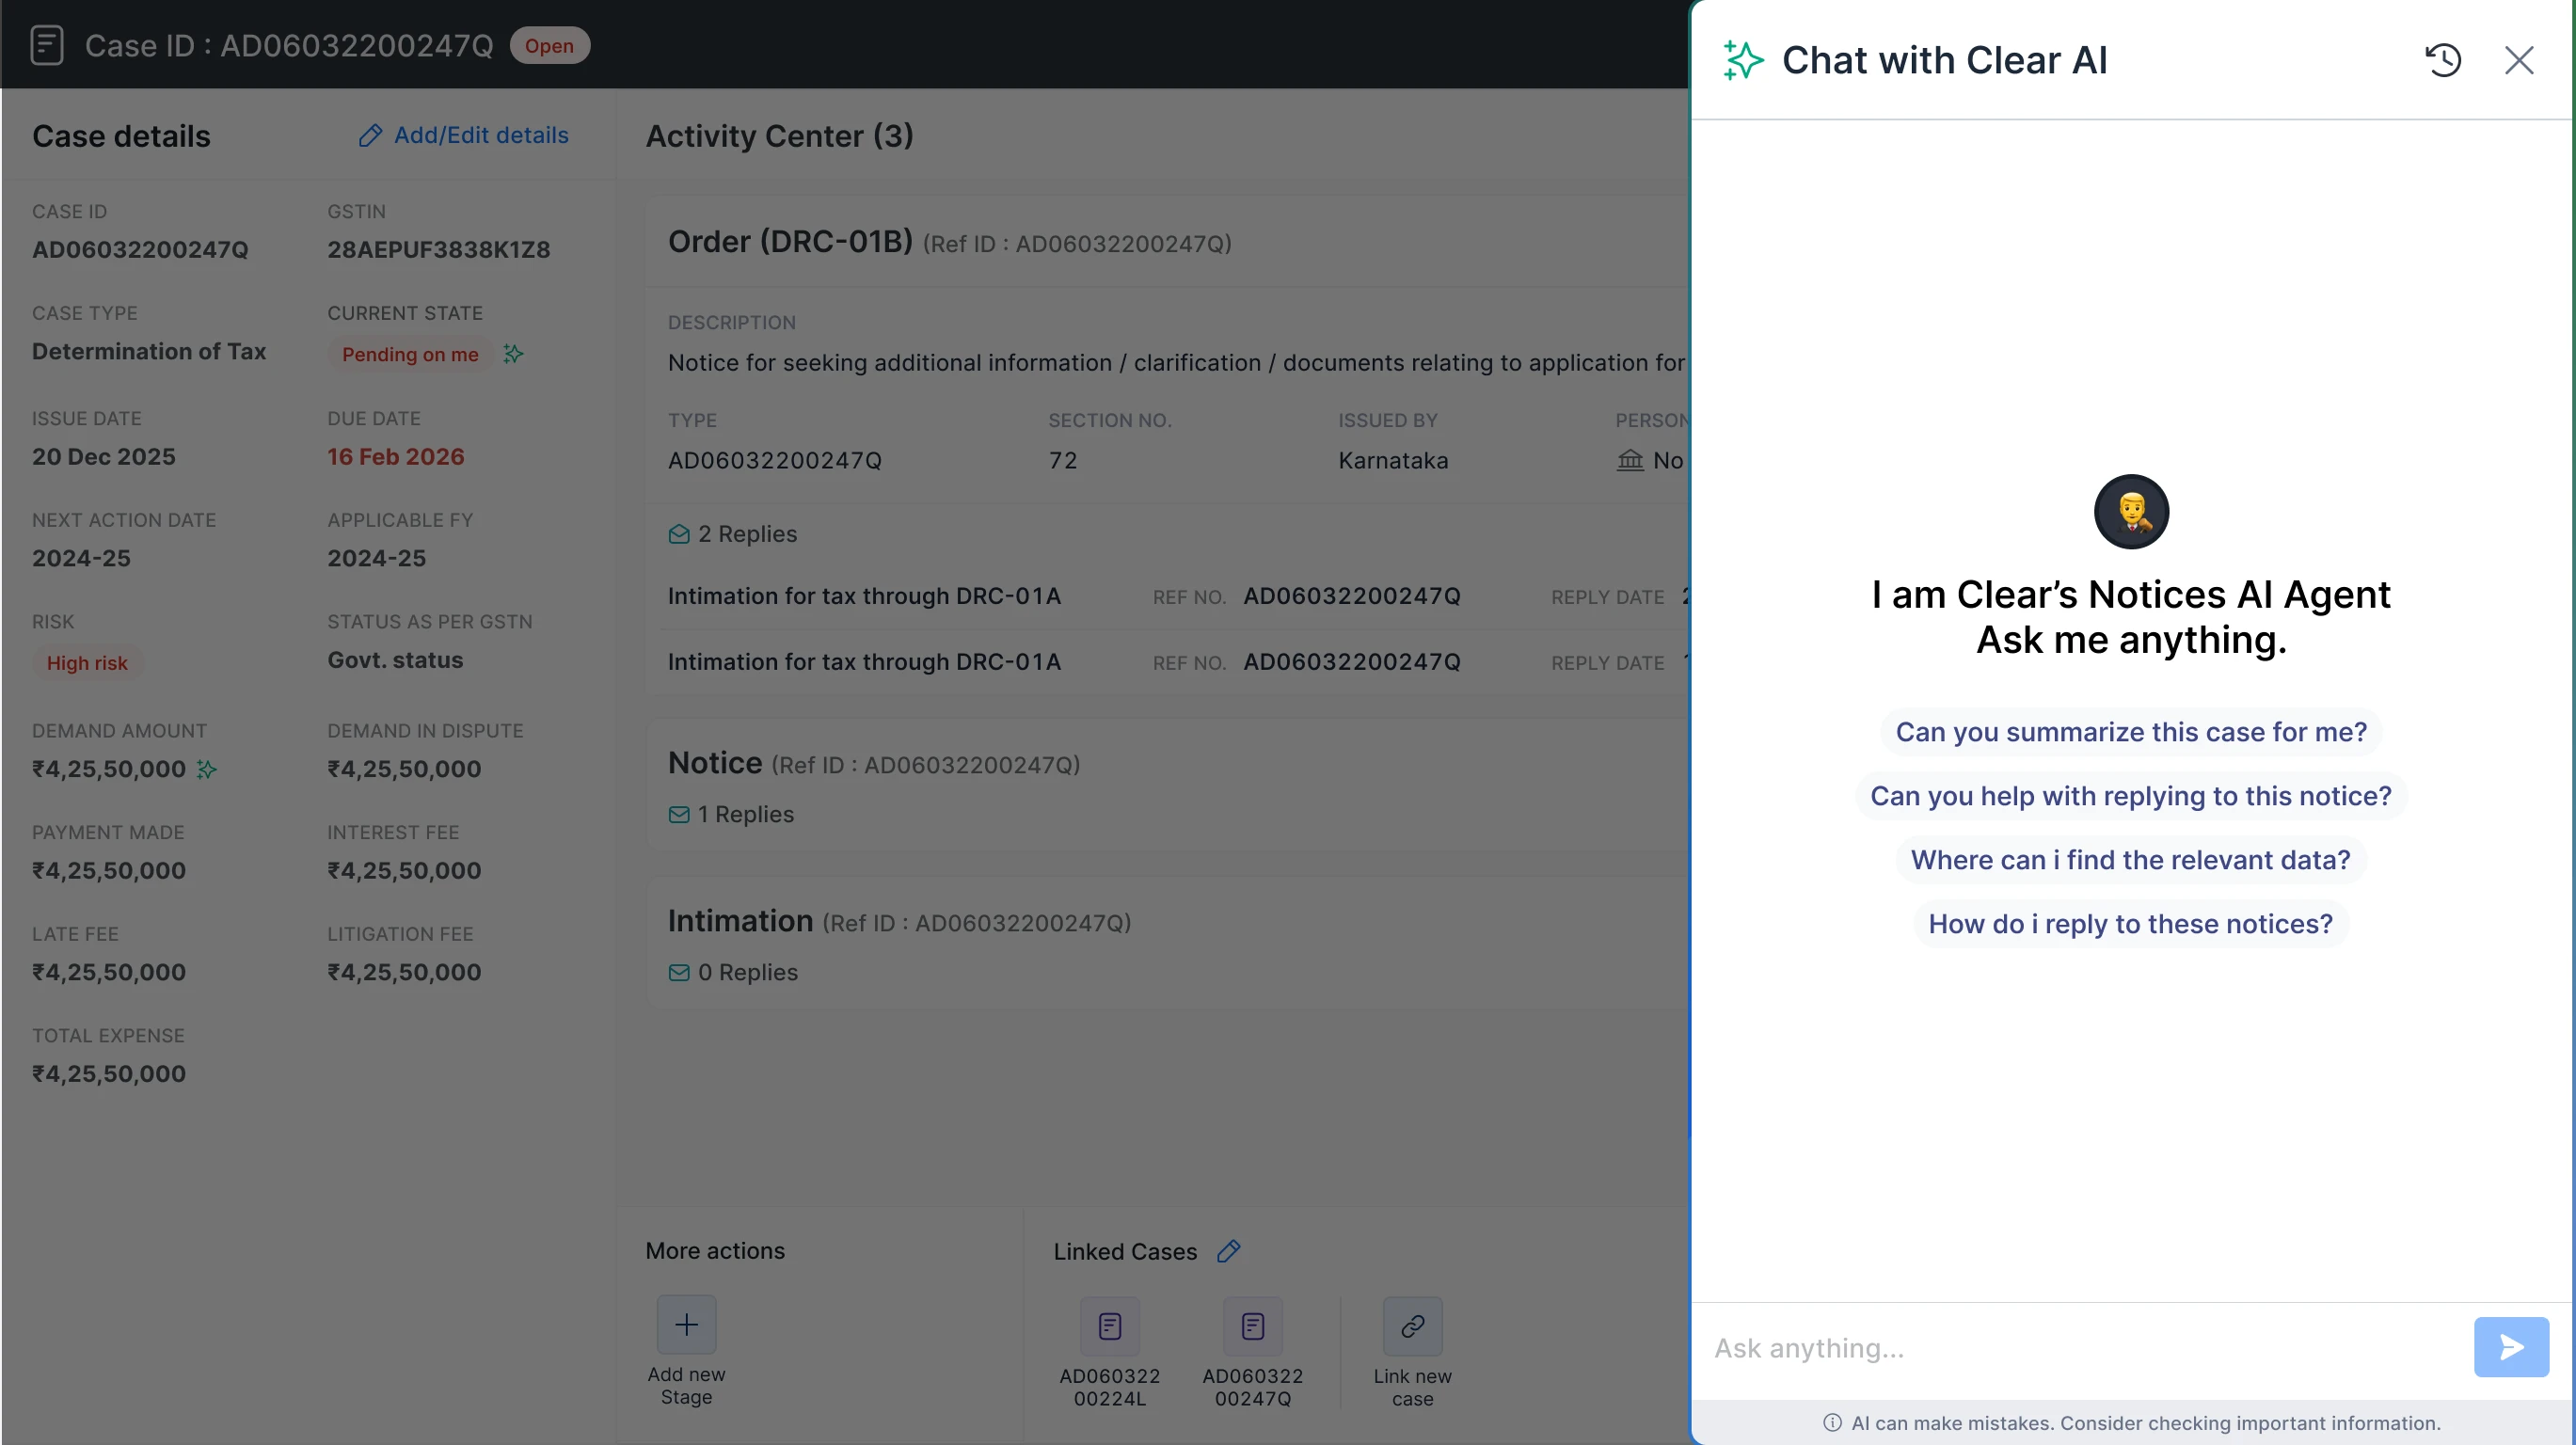 Case ID : AD06032200247Q Open
Case details
Add/Edit details
CASE ID
AD06032200247Q
GSTIN
28AEPUF3838K1Z8
CASE TYPE
Determination of Tax
CURRENT STATE
Pending on me
ISSUE DATE
20 Dec 2025
DUE DATE
16 Feb 2026
NEXT ACTION DATE
2024-25
APPLICABLE FY
2024-25
RISK
High risk
STATUS AS PER GSTN
Govt. status
DEMAND AMOUNT
₹4,25,50,000
DEMAND IN DISPUTE
₹4,25,50,000
PAYMENT MADE
₹4,25,50,000
INTEREST FEE
₹4,25,50,000
LATE FEE
₹4,25,50,000
LITIGATION FEE
₹4,25,50,000
TOTAL EXPENSE
₹4,25,50,000
Activity Center (3)
Order (DRC-01B) (Ref ID : AD06032200247Q)
DESCRIPTION
Notice for seeking additional information / clarification / documents relating to application for
TYPE
AD06032200247Q
SECTION NO.
72
ISSUED BY
Karnataka
PERSON
No
2 Replies
Intimation for tax through DRC-01A REF NO. AD06032200247Q REPLY DATE
Intimation for tax through DRC-01A REF NO. AD06032200247Q REPLY DATE
Notice (Ref ID : AD06032200247Q)
1 Replies
Intimation (Ref ID : AD06032200247Q)
0 Replies
More actions
Add new
Stage
Linked Cases
AD060322
00224L
AD060322
00247Q
Link new
case
Chat with Clear AI
I am Clear’s Notices AI Agent
Ask me anything.
Can you summarize this case for me?
Can you help with replying to this notice?
Where can i find the relevant data?
How do i reply to these notices?
Ask anything...
AI can make mistakes. Consider checking important information.